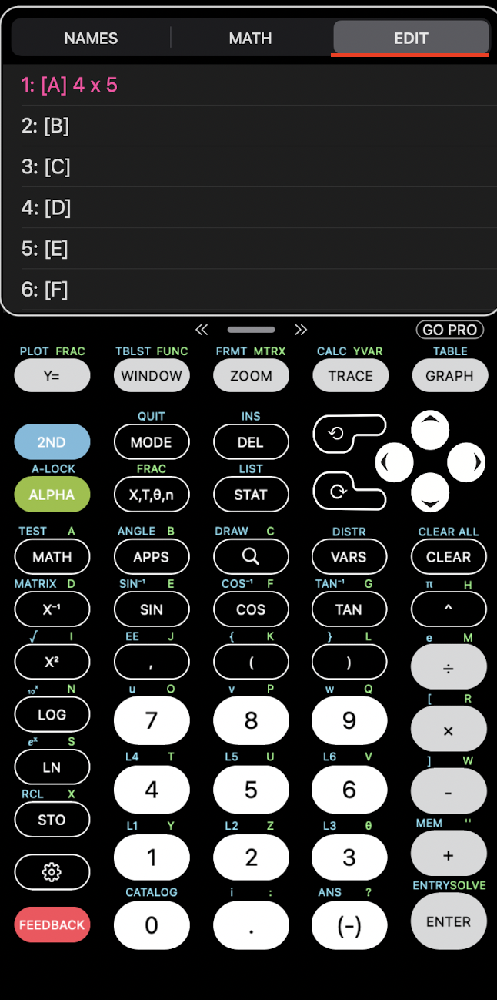 NAMES MATH EDIT
1: [A] 4 x 5
2: [B]
3: [C]
4: [D]
5: [E]
6: [F]
« » GO PRO
PLOT FRAC TBLST FUNC FRMT MTRX CALC YVAR TABLE
Y= WINDOW ZOOM TRACE GRAPH
QUIT INS
2ND MODE DEL
A-LOCK FRAC LIST
ALPHA X,T,θ,n STAT
TEST A ANGLE B DRAW C DISTR CLEAR ALL
MATH APPS VARS CLEAR
MATRIX D SIN⁻¹ E COS⁻¹ F TAN⁻¹ G π H
X⁻¹ SIN COS TAN ^
√ I EE J { K } L e M
X² , ( ) ÷
10ˣ N u O v P w Q [ R
LOG 7 8 9 ×
eˣ S L4 T L5 U L6 V ] W
LN 4 5 6 -
RCL X L1 Y L2 Z L3 θ MEM "
STO 1 2 3 +
CATALOG i : ANS ? ENTRY SOLVE
FEEDBACK 0 . (-) ENTER